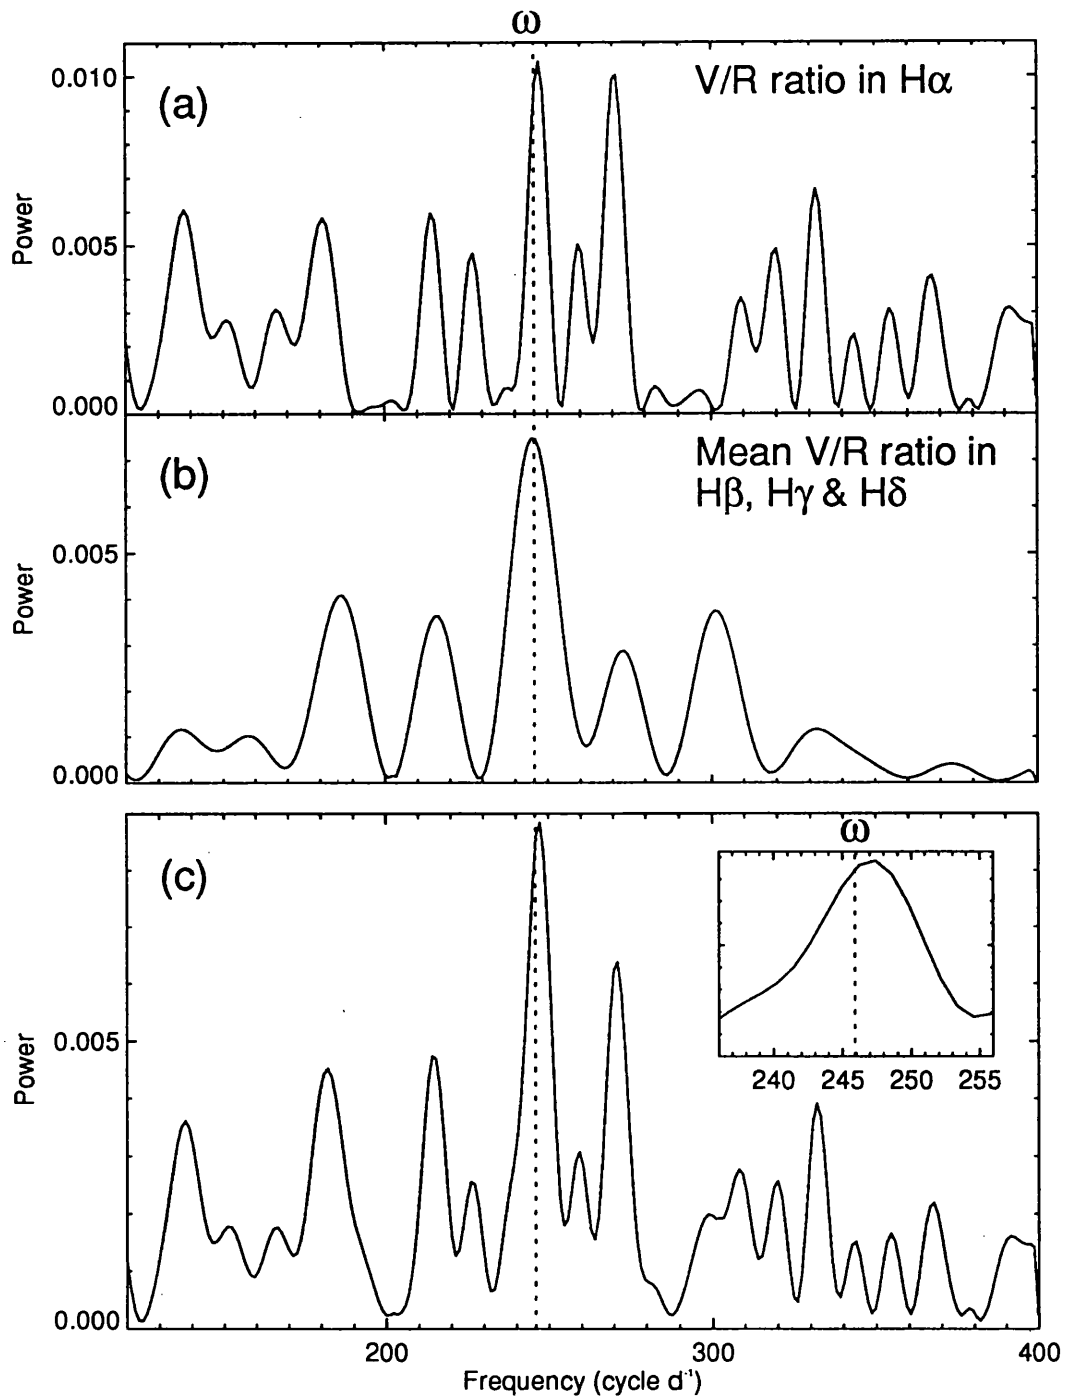 ω
(a)
V/R ratio in Hα
0.010
0.005
0.000
Power
(b)
Mean V/R ratio in
Hβ, Hγ & Hδ
0.005
0.000
Power
(c)
ω
0.005
0.000
Power
240 245 250 255
200 300 400
Frequency (cycle d⁻¹)